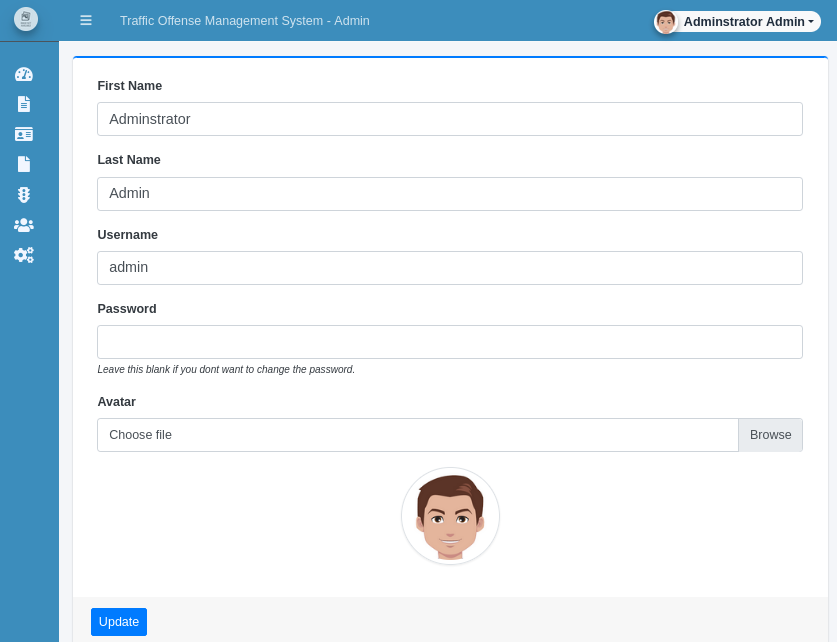 Traffic Offense Management System - Admin
Adminstrator Admin
First Name
Adminstrator
Last Name
Admin
Username
admin
Password
Leave this blank if you dont want to change the password.
Avatar
Choose file
Browse
Update